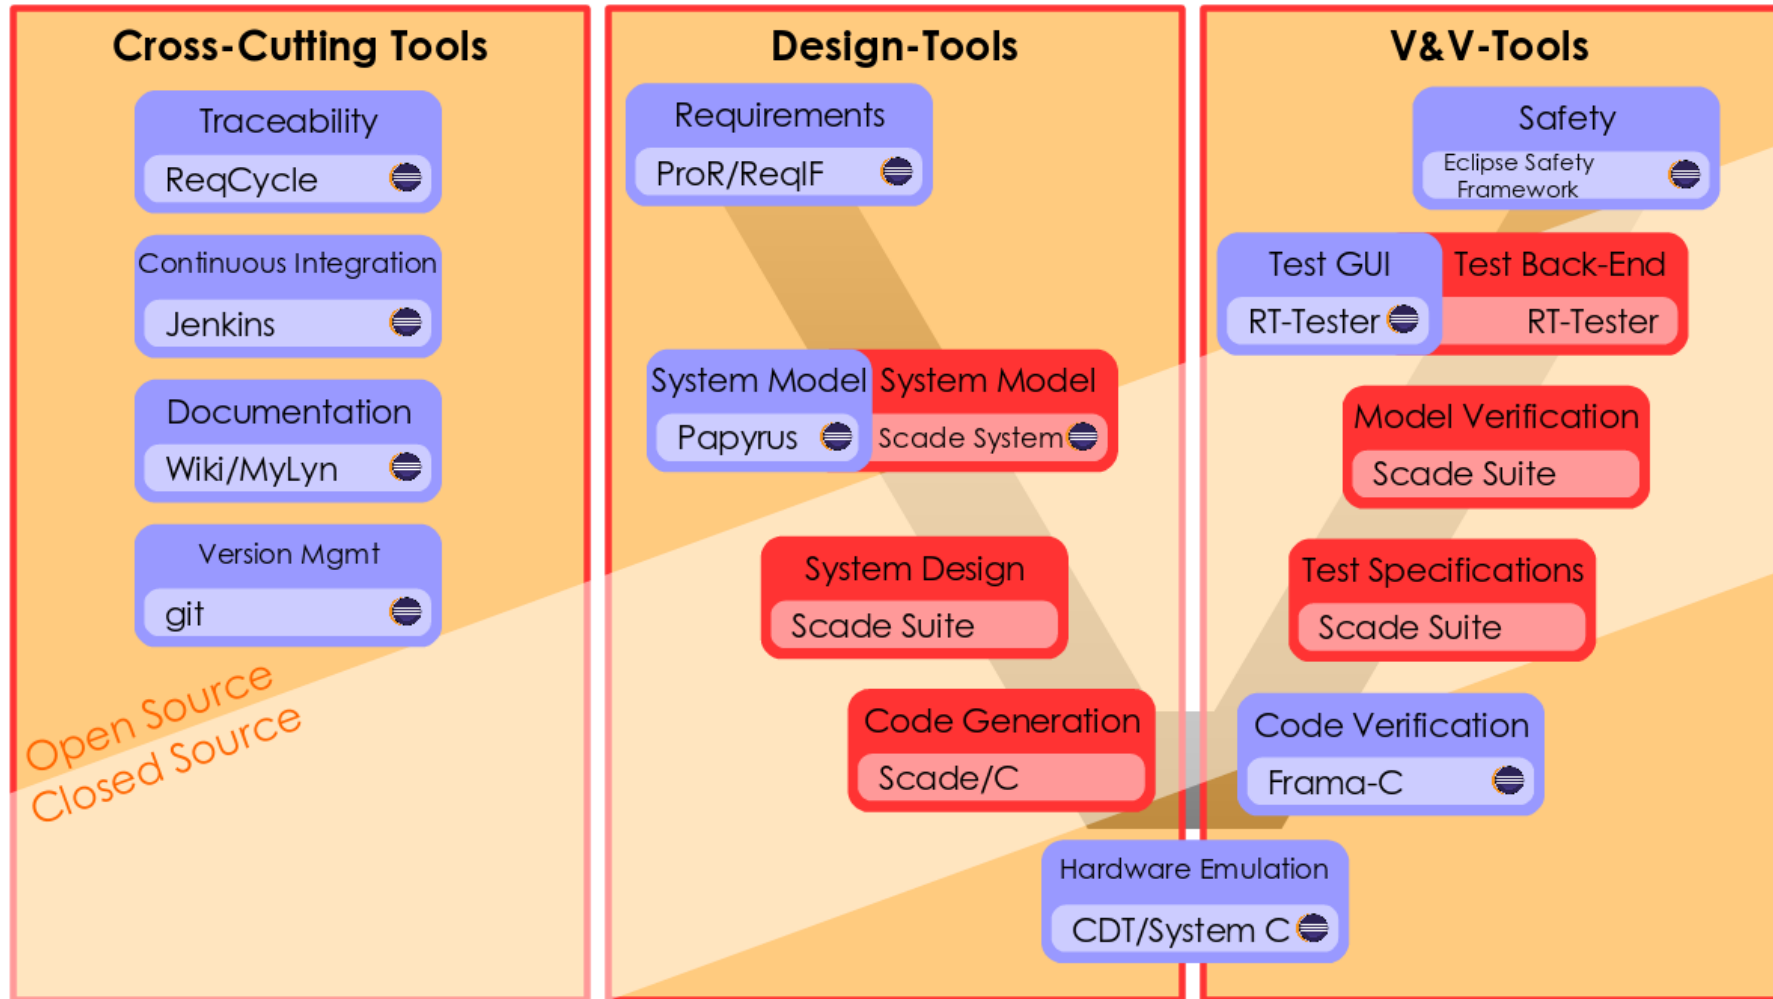 Cross-Cutting Tools
Traceability
ReqCycle
Continuous Integration
Jenkins
Documentation
Wiki/MyLyn
Version Mgmt
git
Open Source
Closed Source
Design-Tools
Requirements
ProR/ReqIF
System Model
Papyrus
System Model
Scade System
System Design
Scade Suite
Code Generation
Scade/C
Hardware Emulation
CDT/System C
V&V-Tools
Safety
Eclipse Safety
Framework
Test GUI
RT-Tester
Test Back-End
RT-Tester
Model Verification
Scade Suite
Test Specifications
Scade Suite
Code Verification
Frama-C